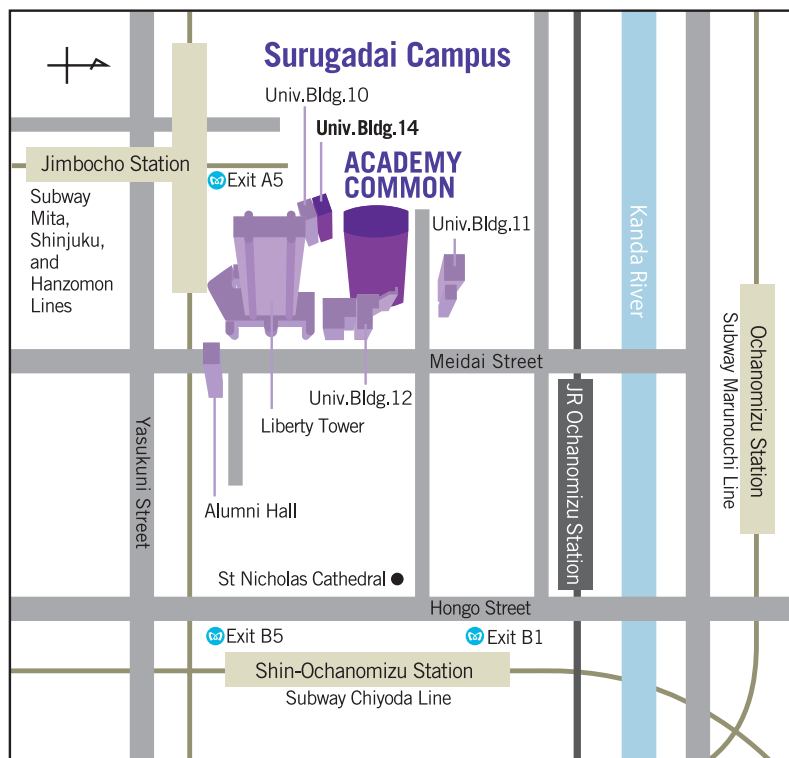 Surugadai Campus
Univ.Bldg.10
Univ.Bldg.14
ACADEMY
COMMON
Jimbocho Station
Exit A5
Subway
Mita,
Shinjuku,
and
Hanzomon
Lines
Univ.Bldg.11
Kanda River
Ochanomizu Station
Subway Marunouchi Line
Meidai Street
Univ.Bldg.12
Liberty Tower
JR Ochanomizu Station
Yasukuni Street
Alumni Hall
St Nicholas Cathedral
Hongo Street
Exit B5
Exit B1
Shin-Ochanomizu Station
Subway Chiyoda Line